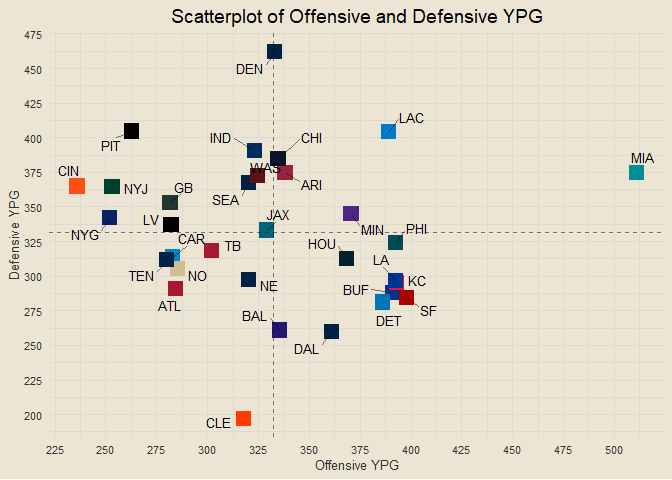 Scatterplot of Offensive and Defensive YPG
475
DEN
450
425
LAC
400
PIT
IND
CHI
MIA
375
CIN
WAS
NYJ
GB
ARI
SEA
350
LV
JAX
NYG
MIN
PHI
325
CAR
TB
HOU
LA
300
TEN
NO
NE
BUF
KC
275
ATL
BAL
DET
SF
250
DAL
225
200
CLE
Defensive YPG
225 250 275 300 325 350 375 400 425 450 475 500
Offensive YPG